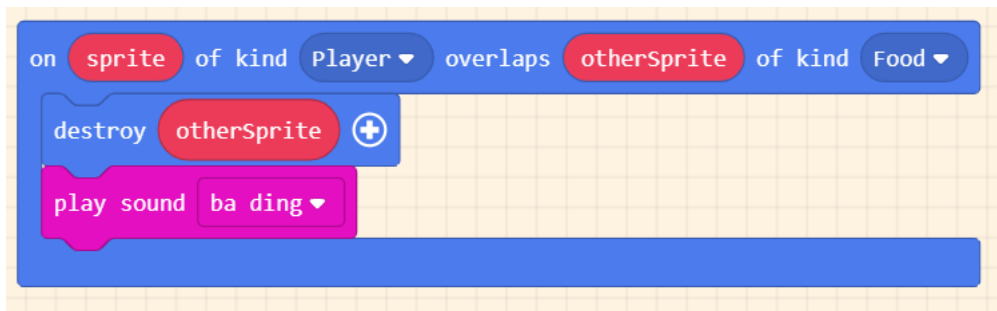 on sprite of kind Player overlaps otherSprite of kind Food
destroy otherSprite
play sound ba ding